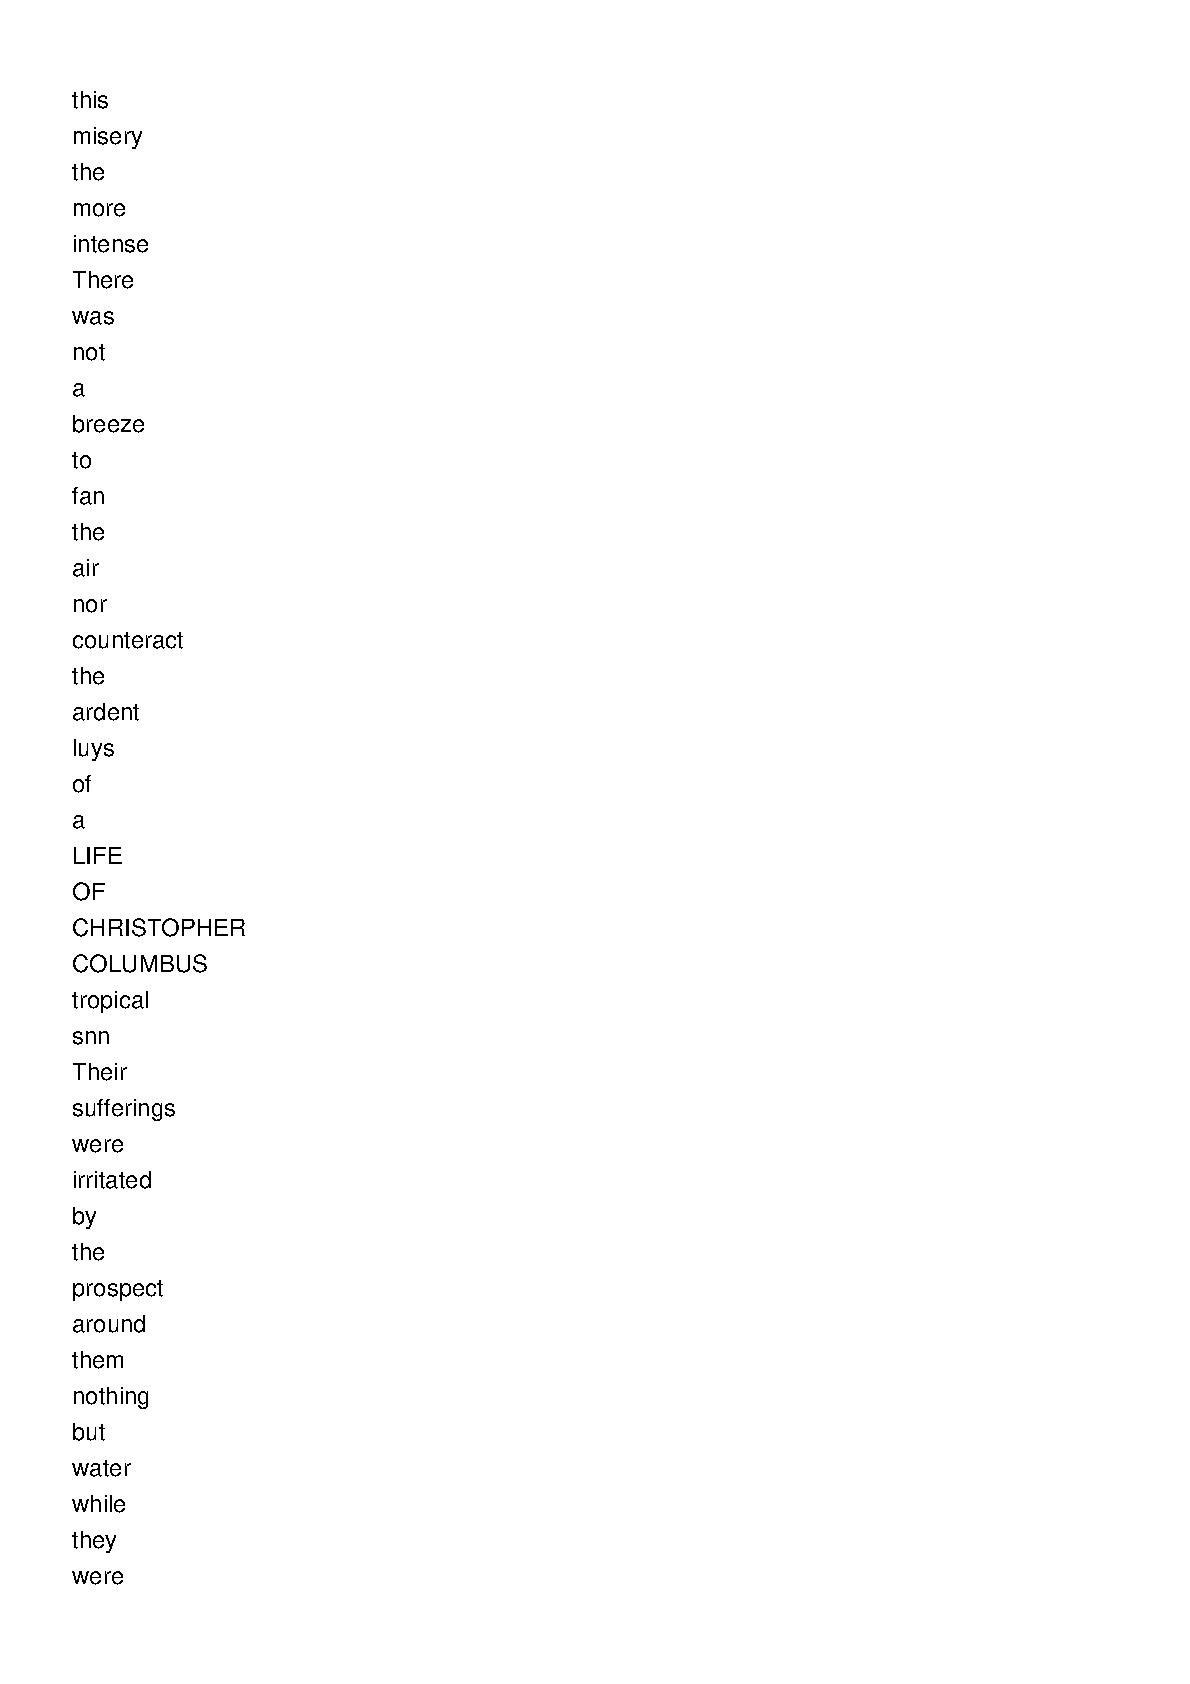 this
misery
the
more
intense
There
was
not
a
breeze
to
fan
the
air
nor
counteract
the
ardent
luys
of
a
LIFE
OF
CHRISTOPHER
COLUMBUS
tropical
snn
Their
sufferings
were
irritated
by
the
prospect
around
them
nothing
but
water
while
they
were